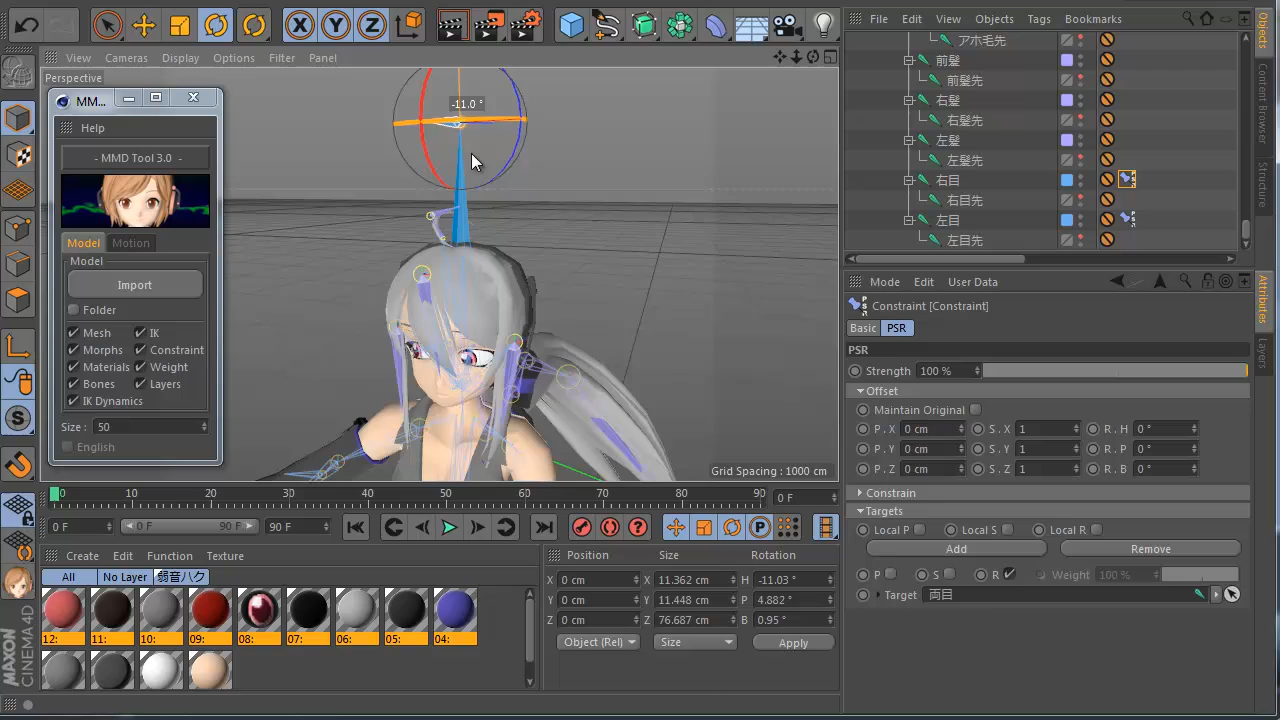 File Edit View Objects Tags Bookmarks
View Cameras Display Options Filter Panel
Perspective
-11.0 °
MM...
Help
- MMD Tool 3.0 -
Model Motion
Model
Import
Folder
Mesh IK
Morphs Constraint
Materials Weight
Bones Layers
IK Dynamics
Size : 50
English
Grid Spacing : 1000 cm
アホ毛先
前髪
前髪先
右髪
右髪先
左髪
左髪先
右目
右目先
左目
左目先
Objects
Content Browser
Structure
Mode Edit User Data
Constraint [Constraint]
Basic PSR
PSR
Strength 100 %
Offset
Maintain Original
P . X 0 cm S . X 1 R . H 0 °
P . Y 0 cm S . Y 1 R . P 0 °
P . Z 0 cm S . Z 1 R . B 0 °
Constrain
Targets
Local P Local S Local R
Add Remove
P S R Weight 100 %
Target 両目
Attributes
Layers
0 10 20 30 40 50 60 70 80 90 0 F
0 F 0 F 90 F 90 F
Create Edit Function Texture
All No Layer 弱音ハク
12: 11: 10: 09: 08: 07: 06: 05: 04:
Position Size Rotation
X 0 cm X 11.362 cm H -11.03 °
Y 0 cm Y 11.448 cm P 4.882 °
Z 0 cm Z 76.687 cm B 0.95 °
Object (Rel) Size Apply
MAXON
CINEMA 4D